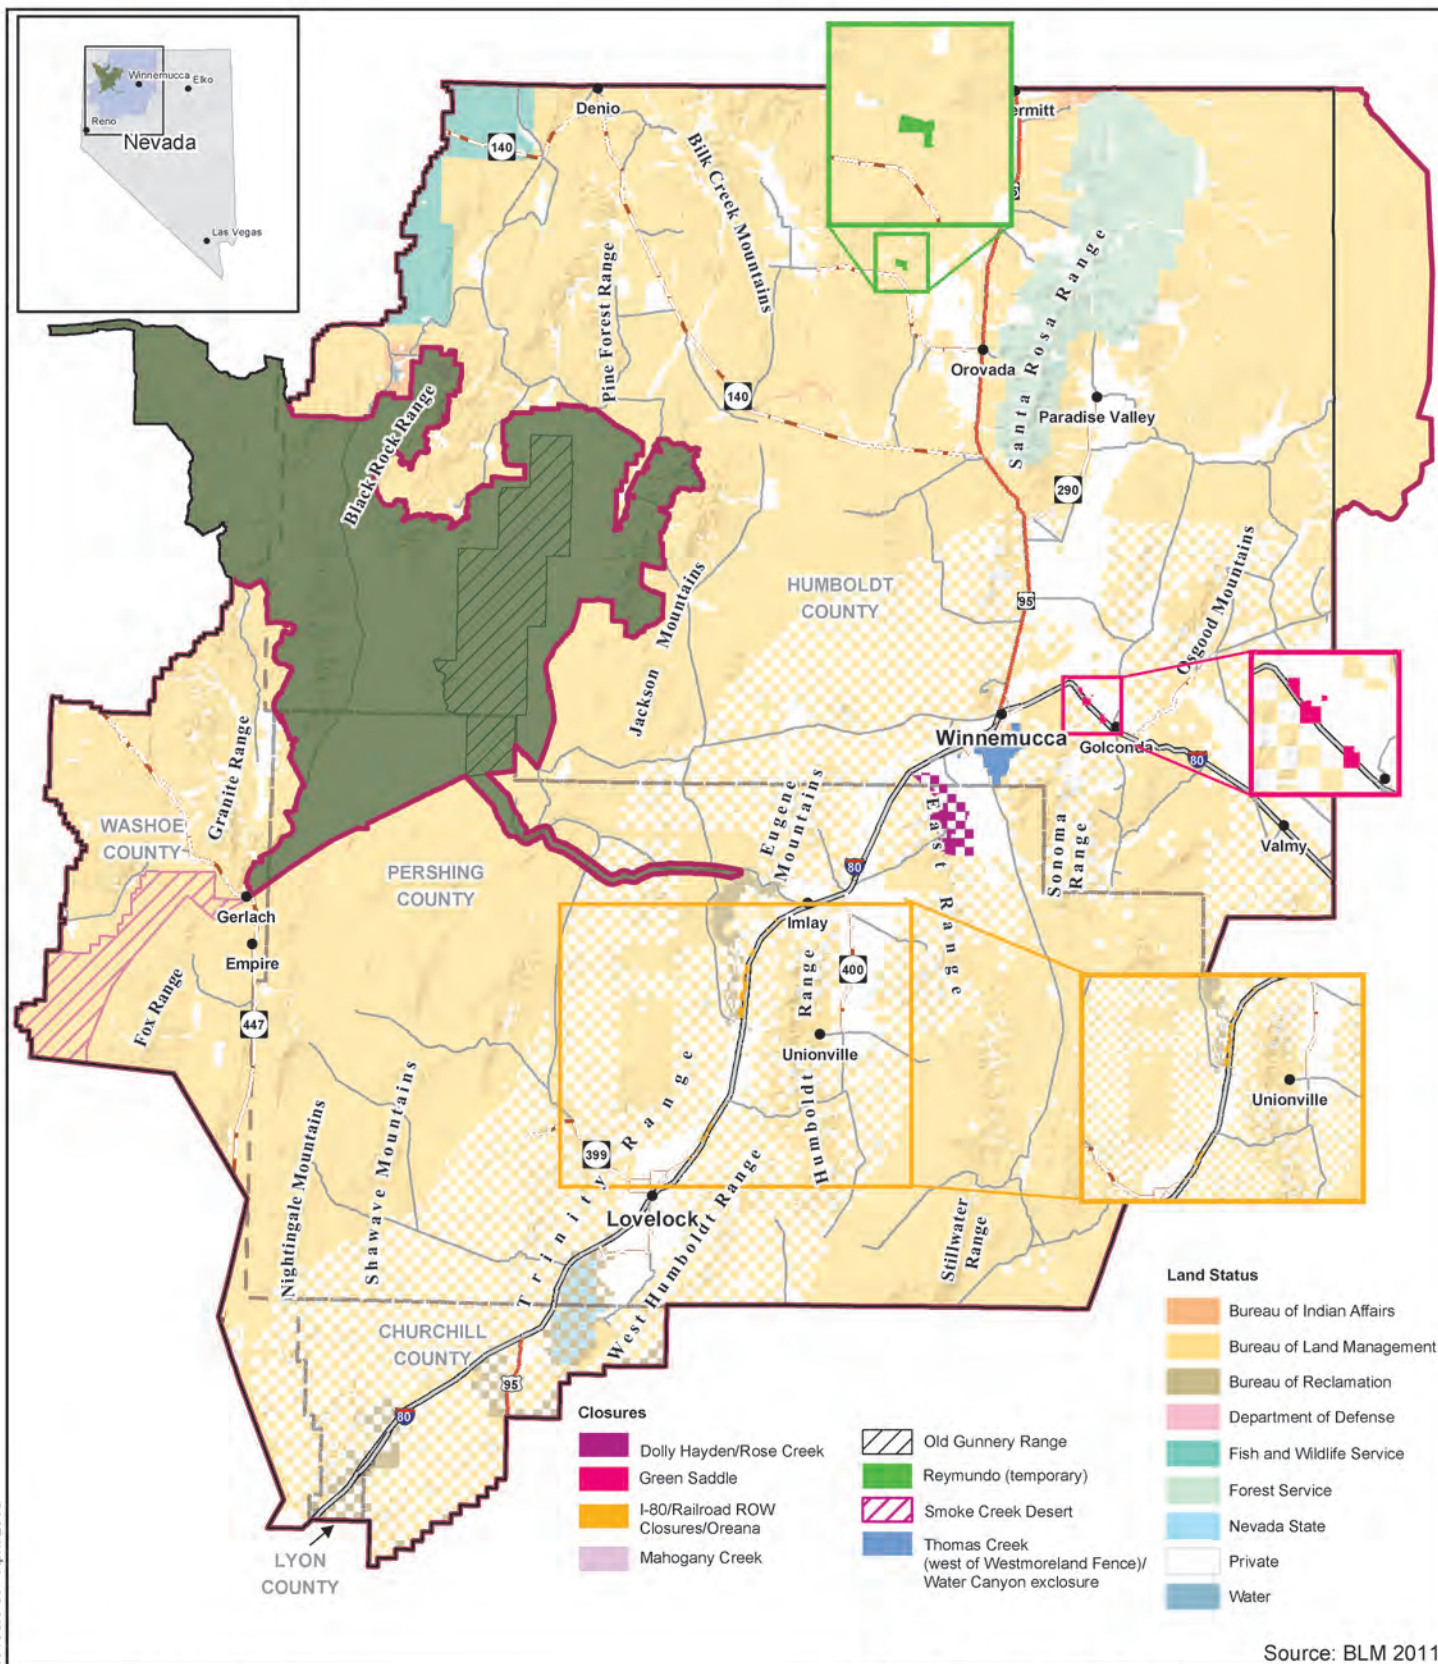 Winnemucca
Elko
Reno
Nevada
Las Vegas
Denio
ermitt
140
Bilk Creek Mountains
Pine Forest Range
Santa Rosa Range
Orovada
Paradise Valley
140
290
Black Rock Range
HUMBOLDT
COUNTY
Jackson Mountains
95
Osgood Mountains
Granite Range
Winnemucca
Golconda
80
WASHOE
COUNTY
Eugene
Mountains
East Range
Sonoma
Range
Valmy
PERSHING
COUNTY
80
Gerlach
Imlay
Empire
400
Fox Range
447
Humboldt Range
Unionville
Unionville
Nightingale Mountains
Shawave Mountains
Trinity Range
399
Lovelock
West Humboldt Range
Stillwater
Range
CHURCHILL
COUNTY
95
80
LYON
COUNTY
Closures
Dolly Hayden/Rose Creek
Green Saddle
I-80/Railroad ROW
Closures/Oreana
Mahogany Creek
Old Gunnery Range
Reymundo (temporary)
Smoke Creek Desert
Thomas Creek
(west of Westmoreland Fence)/
Water Canyon exclosure
Land Status
Bureau of Indian Affairs
Bureau of Land Management
Bureau of Reclamation
Department of Defense
Fish and Wildlife Service
Forest Service
Nevada State
Private
Water
Source: BLM 2011